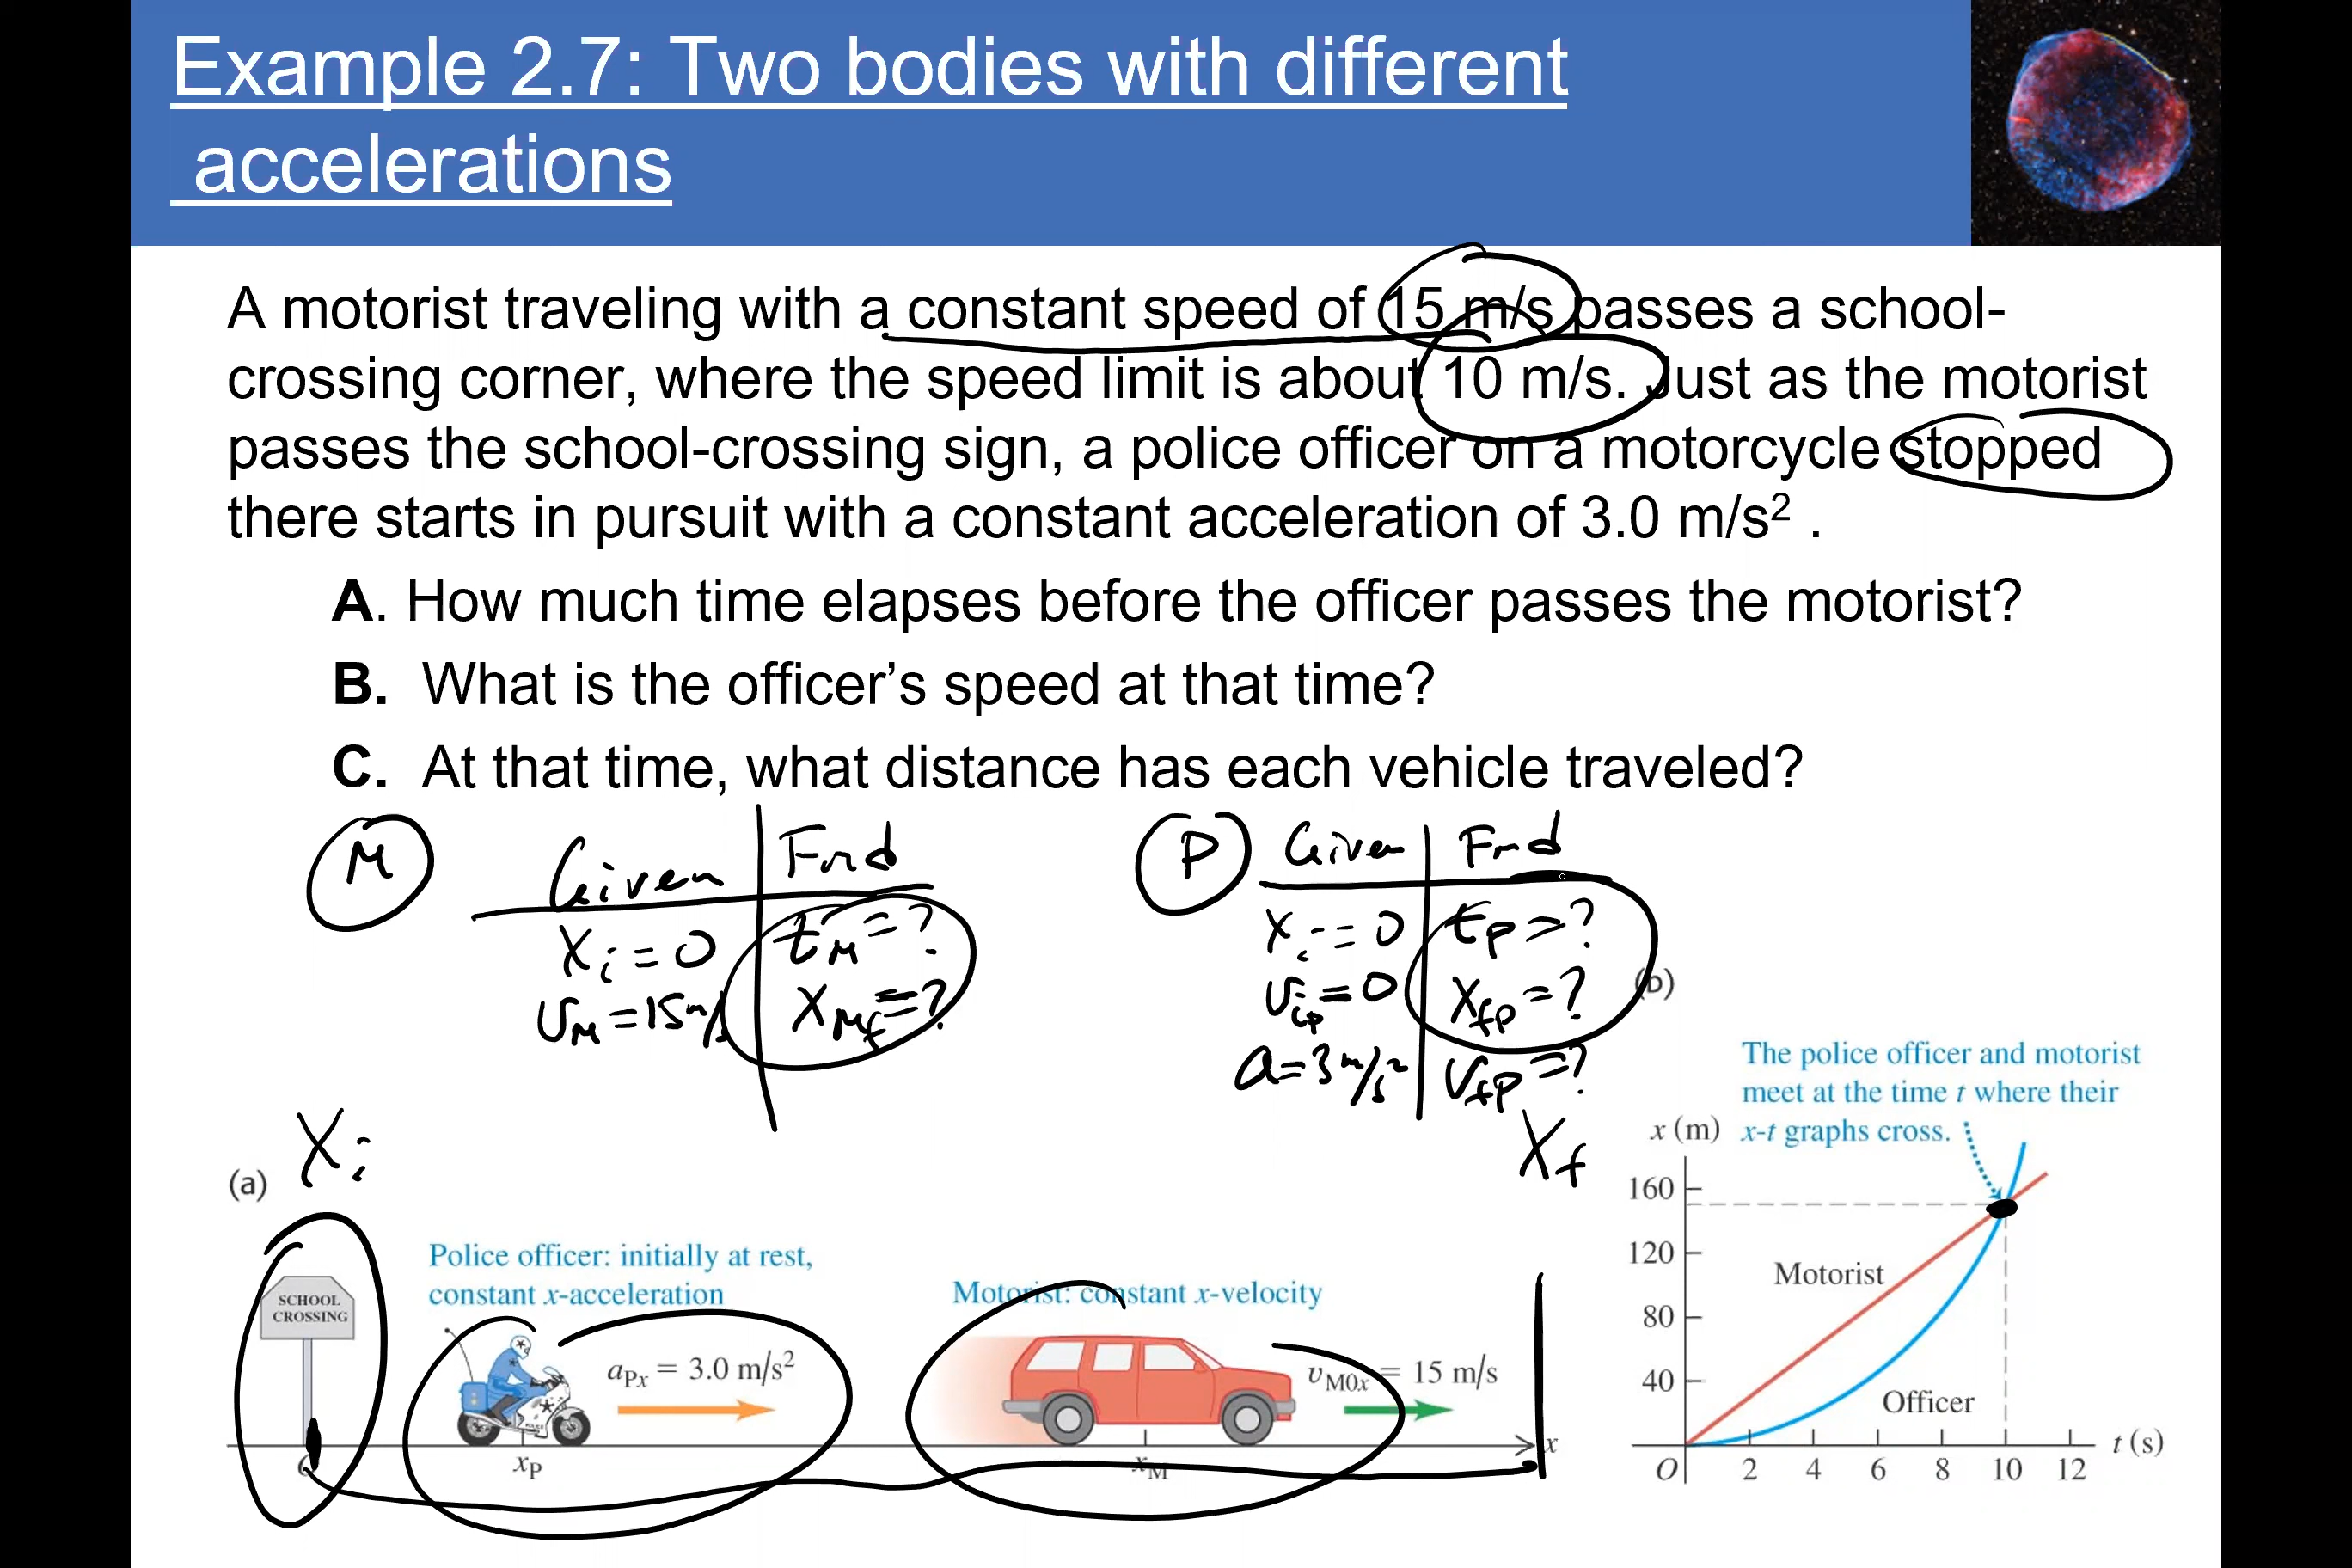 Example 2.7: Two bodies with different
accelerations
A motorist traveling with a constant speed of 15 m/s passes a school-
crossing corner, where the speed limit is about 10 m/s. Just as the motorist
passes the school-crossing sign, a police officer on a motorcycle stopped
there starts in pursuit with a constant acceleration of 3.0 m/s² .
A. How much time elapses before the officer passes the motorist?
B. What is the officer’s speed at that time?
C. At that time, what distance has each vehicle traveled?
M
Given Find
xi = 0 tM = ?
vM = 15 m/s xMf = ?
P
Given Find
xi = 0 tP = ?
viP = 0 xfP = ?
a = 3 m/s² vfP = ?
Xi
Xf
(a)
Police officer: initially at rest,
constant x-acceleration
Motorist: constant x-velocity
SCHOOL
CROSSING
aPx = 3.0 m/s²
POLICE
vM0x = 15 m/s
xP
xM
x
(b)
The police officer and motorist
meet at the time t where their
x-t graphs cross.
x (m)
160
120
80
40
Motorist
Officer
O 2 4 6 8 10 12 t (s)